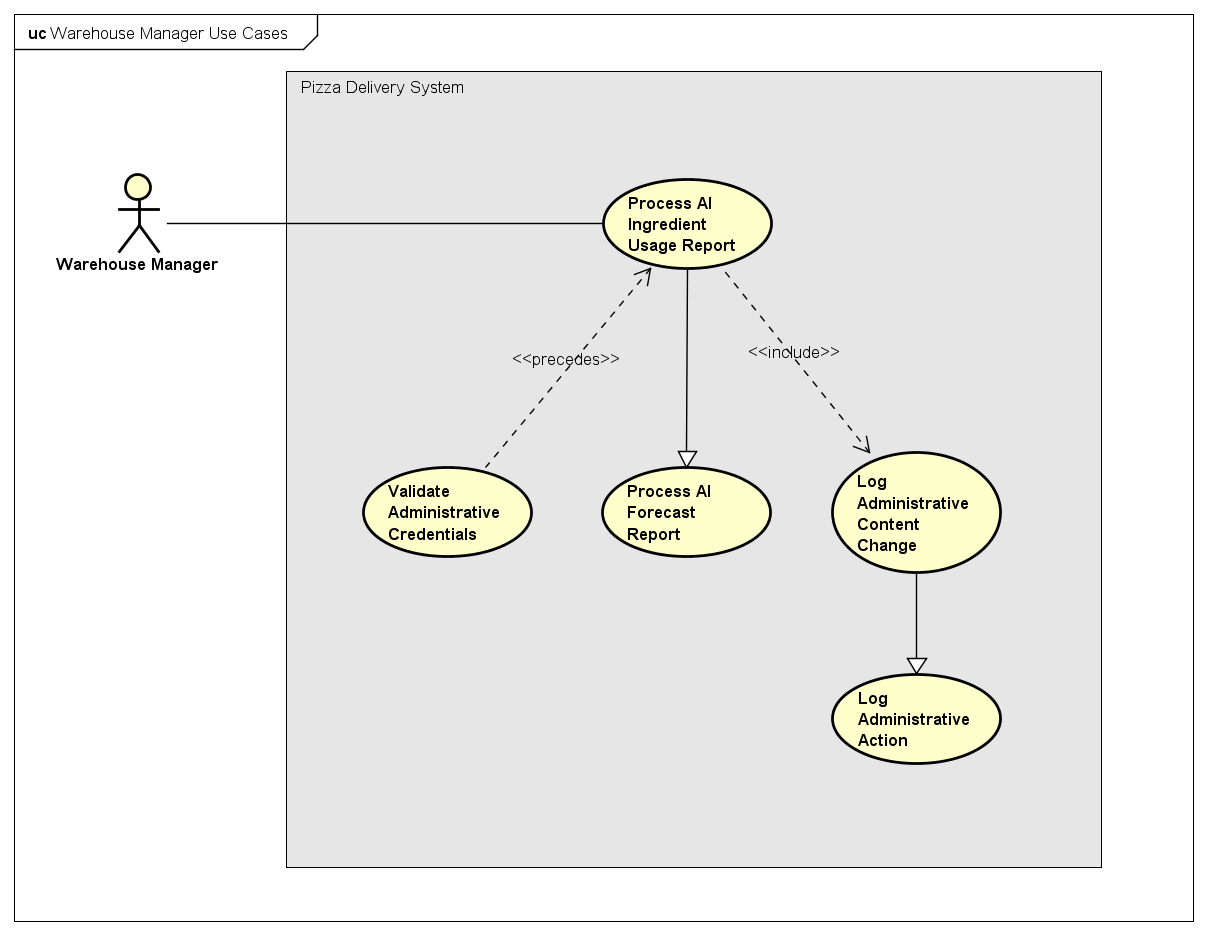 uc Warehouse Manager Use Cases
Pizza Delivery System
Process AI
Ingredient
Usage Report
Warehouse Manager
<<precedes>>
<<include>>
Validate
Administrative
Credentials
Process AI
Forecast
Report
Log
Administrative
Content
Change
Log
Administrative
Action